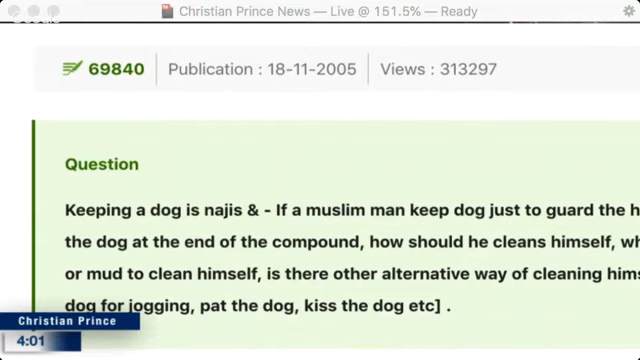 Christian Prince News — Live @ 151.5% — Ready
69840
Publication : 18-11-2005
Views : 313297
Question
Keeping a dog is najis & - If a muslim man keep dog just to guard the h
the dog at the end of the compound, how should he cleans himself, wh
or mud to clean himself, is there other alternative way of cleaning hims
dog for jogging, pat the dog, kiss the dog etc] .
Christian Prince
4:01